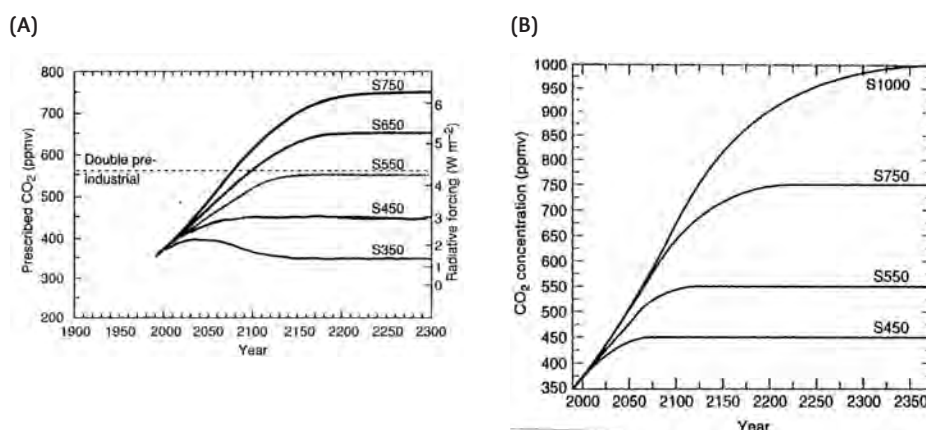 (A)
800
700
600
500
400
300
200
Prescribed CO₂ (ppmv)
Double pre-
industrial
S750
S650
S550
S450
S350
6
5
4
3
2
1
0
Radiative forcing (W m⁻²)
1900 1950 2000 2050 2100 2150 2200 2250 2300
Year
(B)
1000
950
900
850
800
750
700
650
600
550
500
450
400
350
CO₂ concentration (ppmv)
S1000
S750
S550
S450
2000 2050 2100 2150 2200 2250 2300 2350
Year